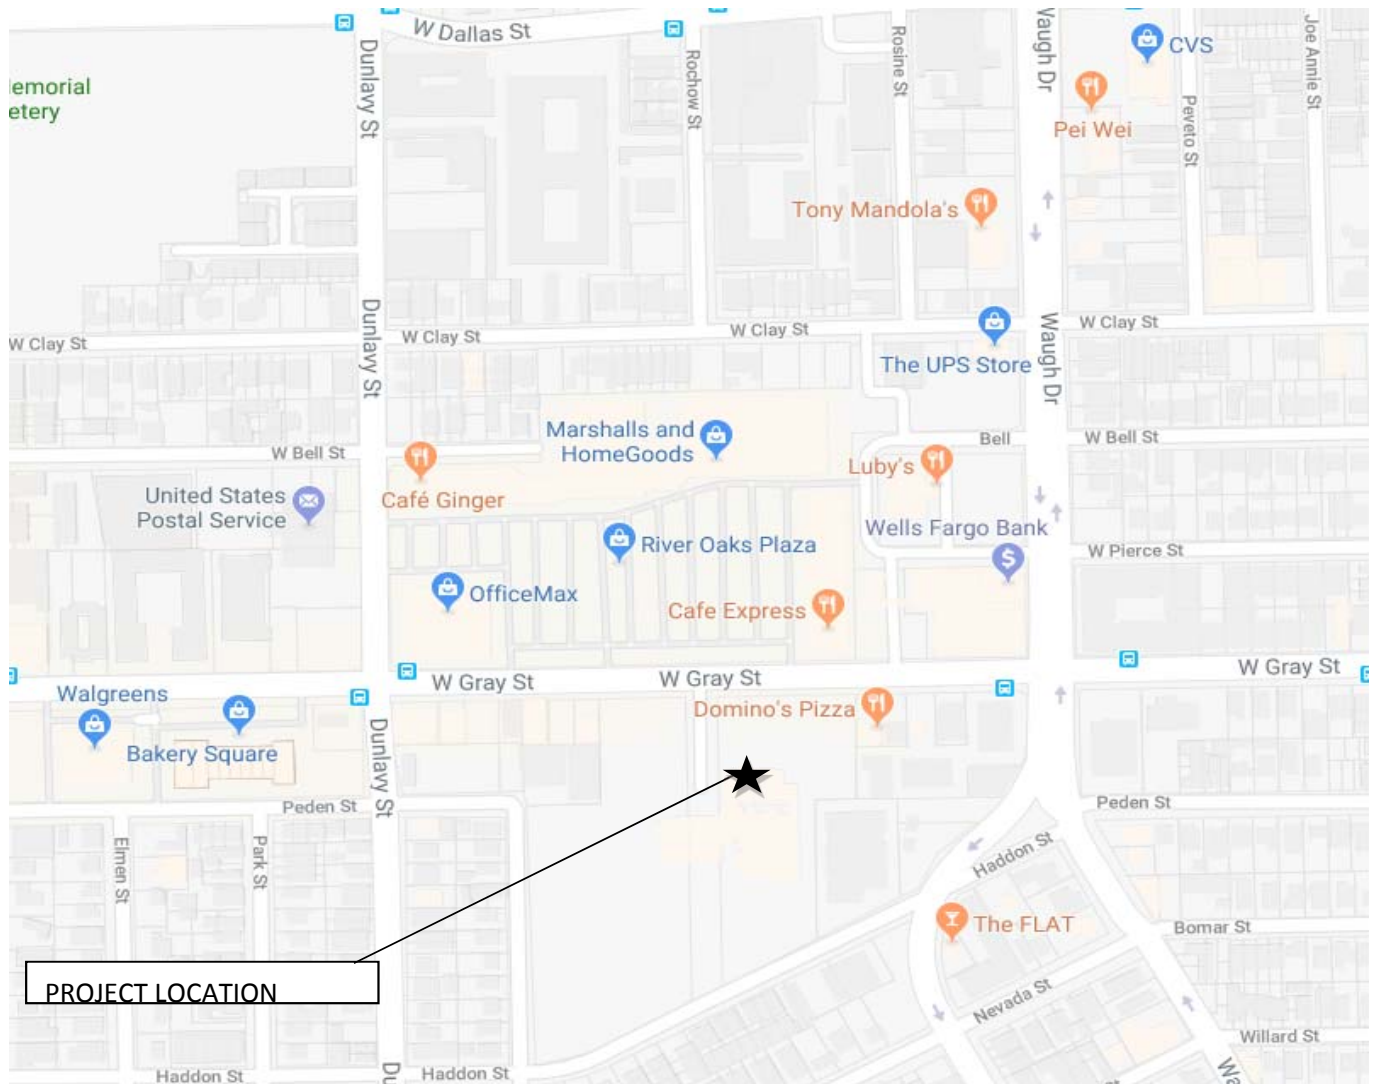 W Dallas St
CVS
Dunlavy St
Rochow St
Rosine St
Waugh Dr
Joe Annie St
emorial
etery
Pei Wei
Peveto St
Tony Mandola's
Dunlavy St
W Clay St
W Clay St
W Clay St
W Clay St
Waugh Dr
The UPS Store
Marshalls and
HomeGoods
Bell
W Bell St
W Bell St
Luby's
Café Ginger
United States
Postal Service
Wells Fargo Bank
River Oaks Plaza
W Pierce St
OfficeMax
Cafe Express
W Gray St
W Gray St
W Gray St
Walgreens
Domino's Pizza
Bakery Square
Dunlavy St
Peden St
Peden St
Elmen St
Park St
Haddon St
The FLAT
Bomar St
PROJECT LOCATION
Nevada St
Willard St
Haddon St
Haddon St
Du
Wa